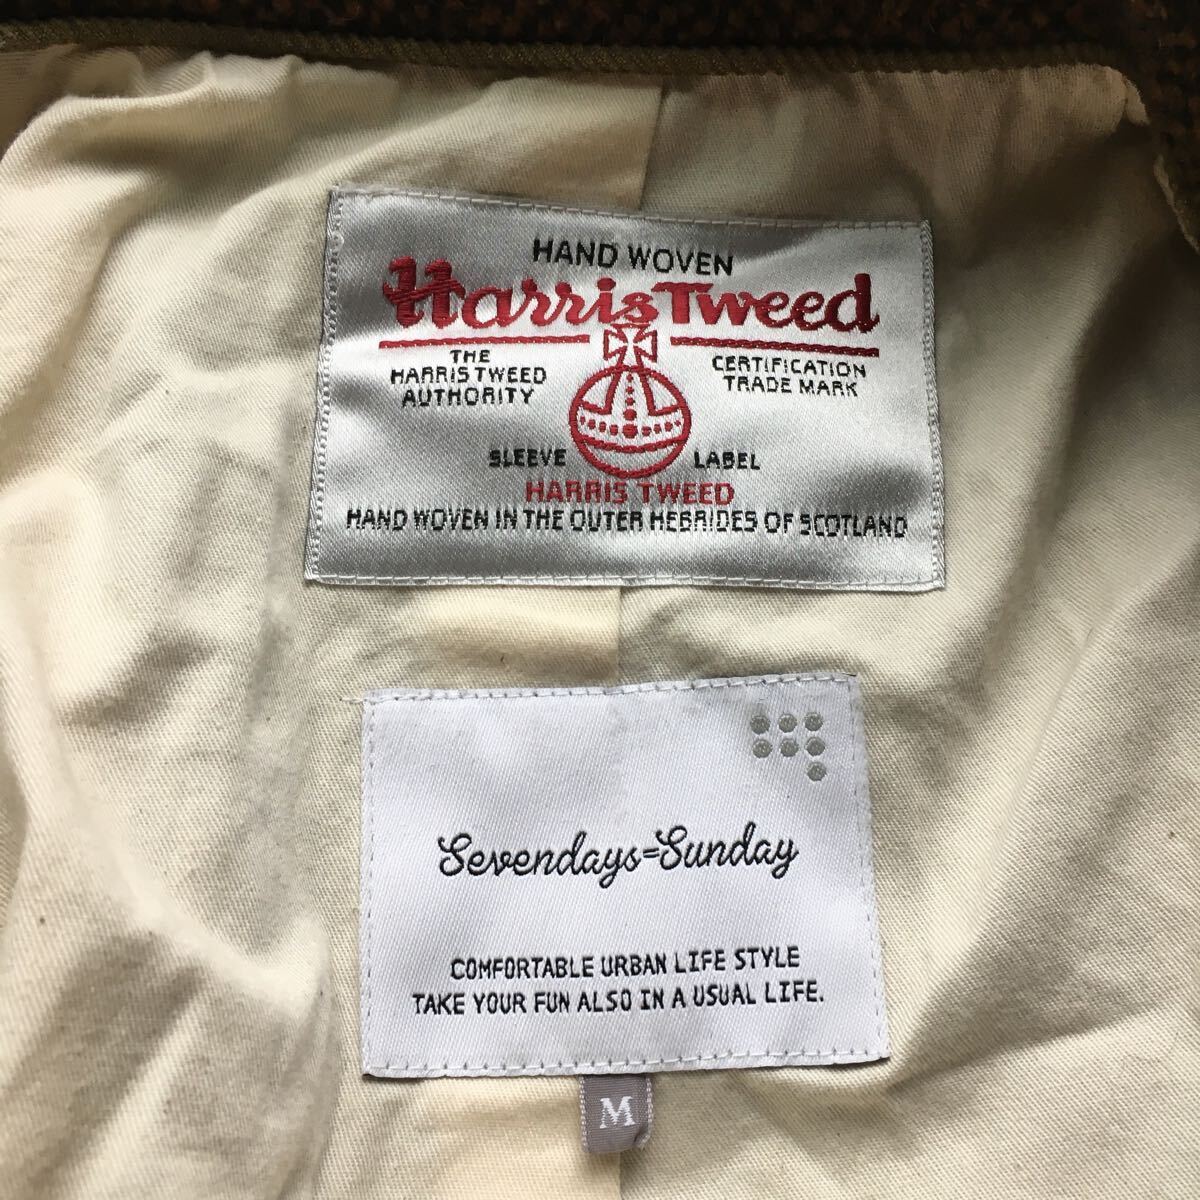 HAND WOVEN
Harris Tweed
THE
HARRIS TWEED
AUTHORITY
CERTIFICATION
TRADE MARK
SLEEVE LABEL
HARRIS TWEED
HAND WOVEN IN THE OUTER HEBRIDES OF SCOTLAND
Sevendays=Sunday
COMFORTABLE URBAN LIFE STYLE
TAKE YOUR FUN ALSO IN A USUAL LIFE.
M